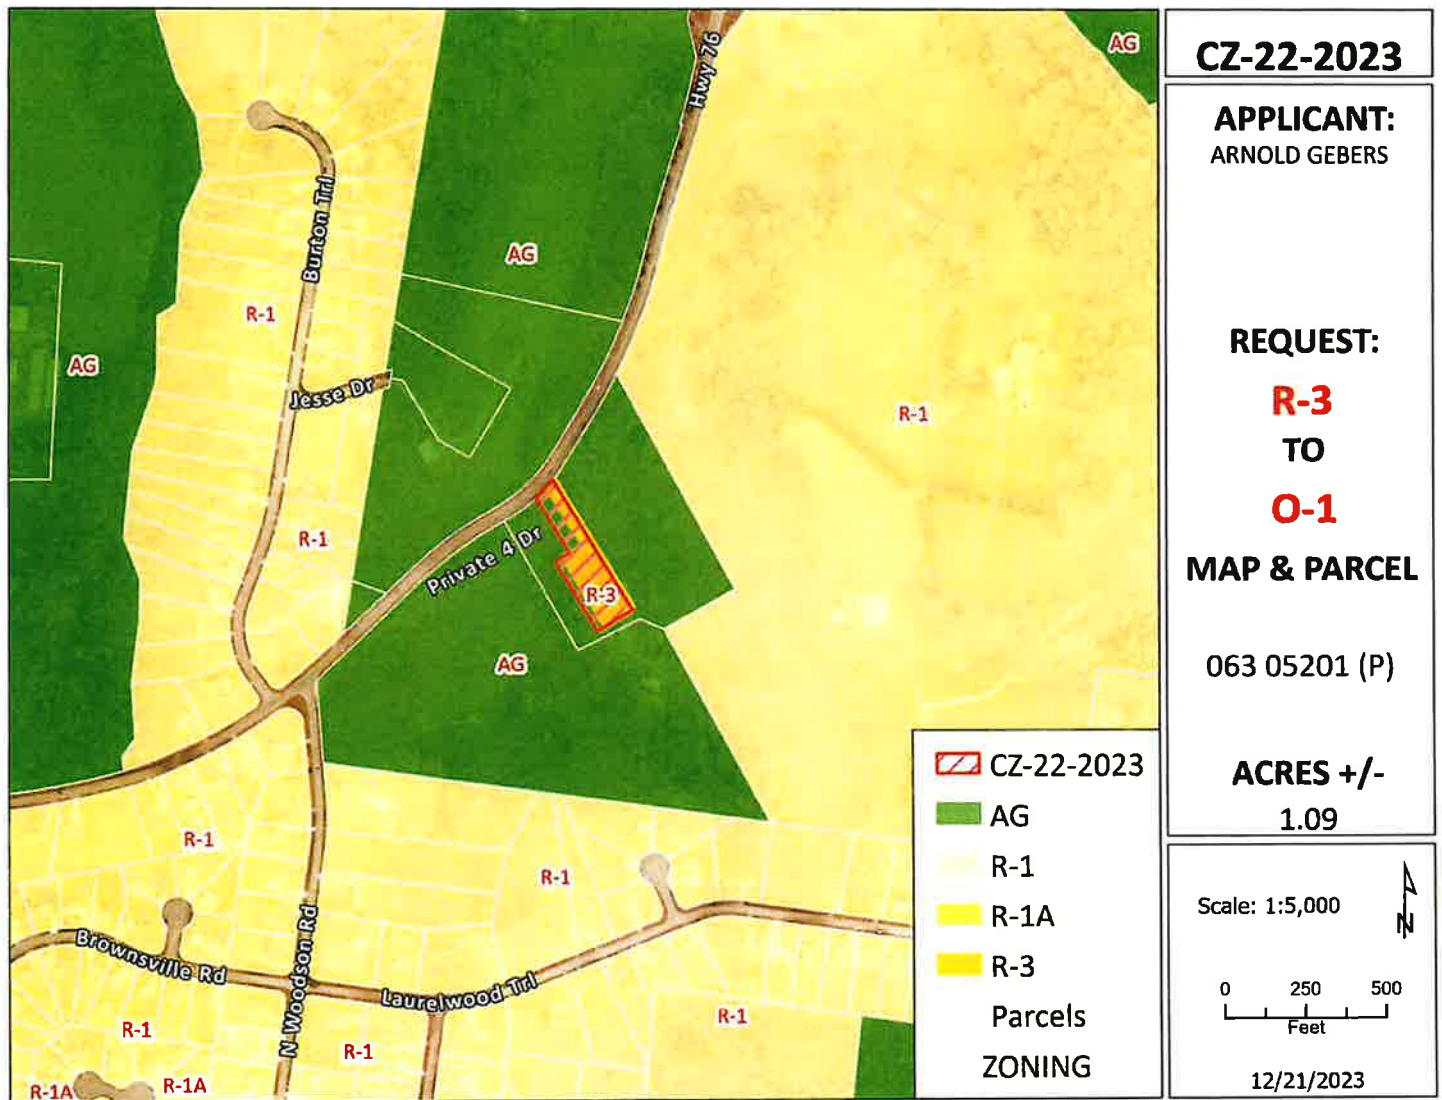 AG
Hwy 76
Burton Trl
AG
R-1
AG
Jesse Dr
R-1
R-1
Private 4 Dr
R-3
AG
R-1
R-1
Brownsville Rd
N Woodson Rd
Laurelwood Trl
R-1
R-1
R-1
R-1A
R-1A
CZ-22-2023
AG
R-1
R-1A
R-3
Parcels
ZONING
CZ-22-2023
APPLICANT:
ARNOLD GEBERS
REQUEST:
R-3
TO
O-1
MAP & PARCEL
063 05201 (P)
ACRES +/-
1.09
Scale: 1:5,000
N
0 250 500
Feet
12/21/2023